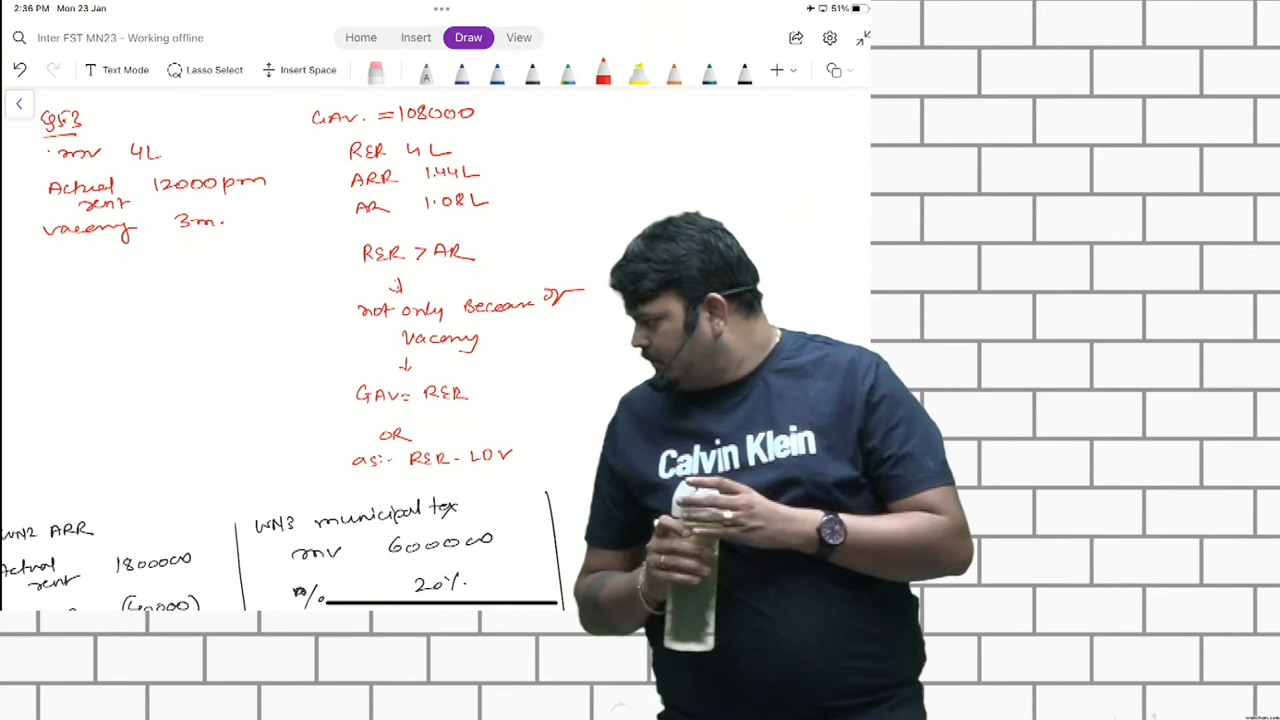 2:36 PM Mon 23 Jan
51%
Inter FST MN23 - Working offline
Home Insert Draw View
Text Mode Lasso Select Insert Space
GAV. = 108000
mv 4L
Actual rent 12000pm
vacancy 3m.
RER 4L
ARR 1.44L
AR 1.08L
RER > AR
not only Because of
vacancy
GAV = RER
OR
as:- RER - LDV
Calvin Klein
WN2 ARR
Actual rent 1800000
(40000)
WN3 municipal tax
mv 6000000
20%.